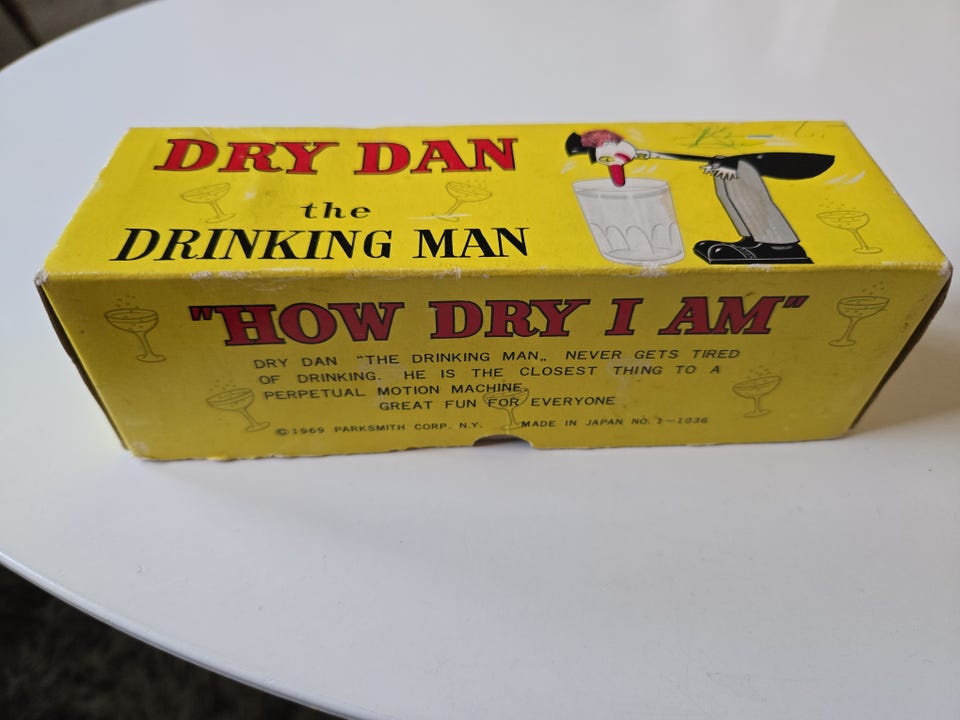 DRY DAN
the
DRINKING MAN
"HOW DRY I AM"
DRY DAN "THE DRINKING MAN„ NEVER GETS TIRED
OF DRINKING. HE IS THE CLOSEST THING TO A
PERPETUAL MOTION MACHINE.
GREAT FUN FOR EVERYONE
©1969 PARKSMITH CORP. N.Y. MADE IN JAPAN NO. I-1036